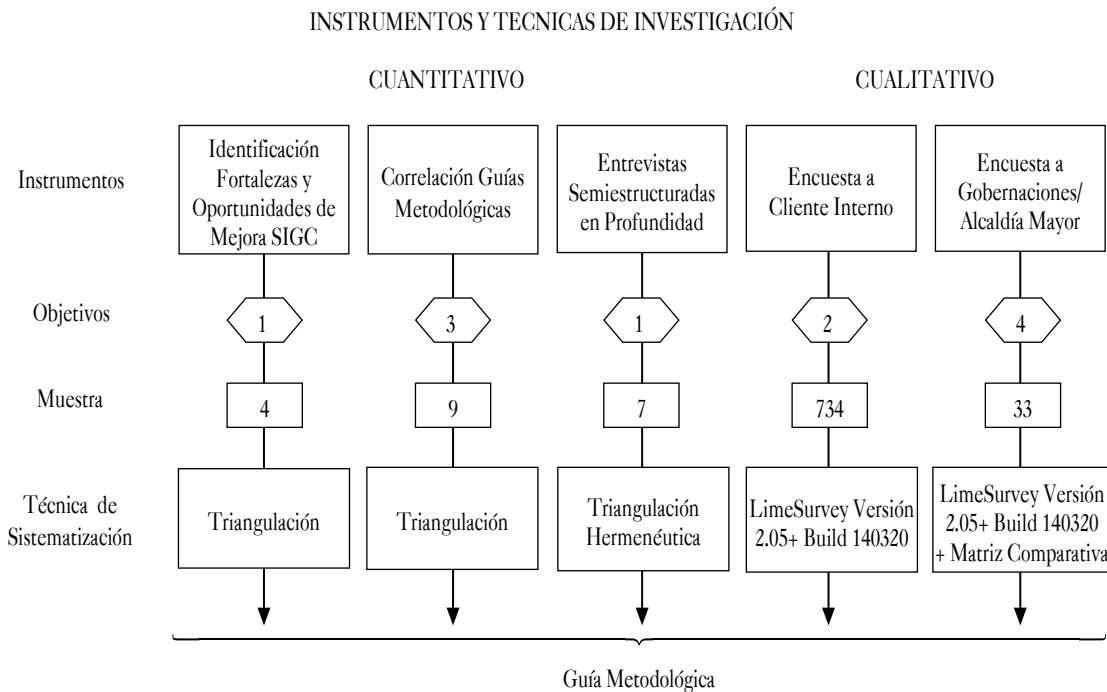 INSTRUMENTOS Y TECNICAS DE INVESTIGACIÓN
CUANTITATIVO
CUALITATIVO
Instrumentos
Identificación
Fortalezas y
Oportunidades de
Mejora SIGC
Correlación Guías
Metodológicas
Entrevistas
Semiestructuradas
en Profundidad
Encuesta a
Cliente Interno
Encuesta a
Gobernaciones/
Alcaldía Mayor
Objetivos
1
3
1
2
4
Muestra
4
9
7
734
33
Técnica de
Sistematización
Triangulación
Triangulación
Triangulación
Hermenéutica
LimeSurvey Versión
2.05+ Build 140320
LimeSurvey Versión
2.05+ Build 140320
+ Matriz Comparativa
Guía Metodológica